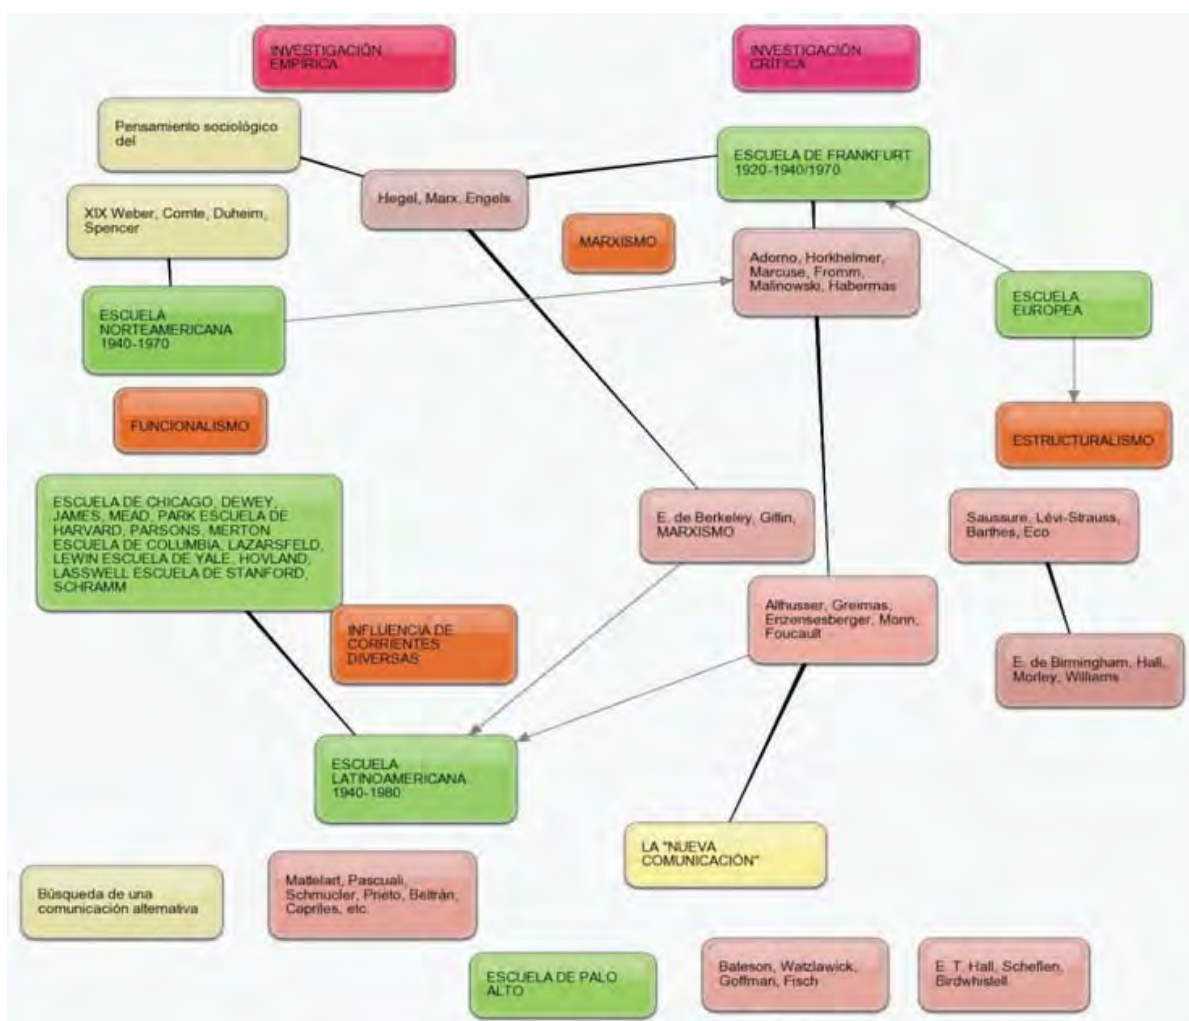 INVESTIGACIÓN
EMPÍRICA
INVESTIGACIÓN
CRÍTICA
Pensamiento sociológico
del
ESCUELA DE FRANKFURT
1920-1940/1970
Hegel, Marx, Engels
XIX Weber, Comte, Duheim,
Spencer
MARXISMO
Adorno, Horkheimer,
Marcuse, Fromm,
Malinowski, Habermas
ESCUELA
EUROPEA
ESCUELA
NORTEAMERICANA
1940-1970
FUNCIONALISMO
ESTRUCTURALISMO
ESCUELA DE CHICAGO, DEWEY,
JAMES, MEAD, PARK ESCUELA DE
HARVARD, PARSONS, MERTON
ESCUELA DE COLUMBIA, LAZARSFELD,
LEWIN ESCUELA DE YALE, HOVLAND,
LASSWELL ESCUELA DE STANFORD,
SCHRAMM
E. de Berkeley, Gitlin,
MARXISMO
Saussure, Lévi-Strauss,
Barthes, Eco
Althusser, Greimas,
Enzensesberger, Morin,
Foucault
INFLUENCIA DE
CORRIENTES
DIVERSAS
E. de Birmingham, Hall,
Morley, Williams
ESCUELA
LATINOAMERICANA
1940-1980
LA "NUEVA
COMUNICACIÓN"
Búsqueda de una
comunicación alternativa
Mattelart, Pascuali,
Schmucler, Prieto, Beltrán,
Capriles, etc.
ESCUELA DE PALO
ALTO
Bateson, Watzlawick,
Goffman, Fisch
E. T. Hall, Scheflen,
Birdwhistell